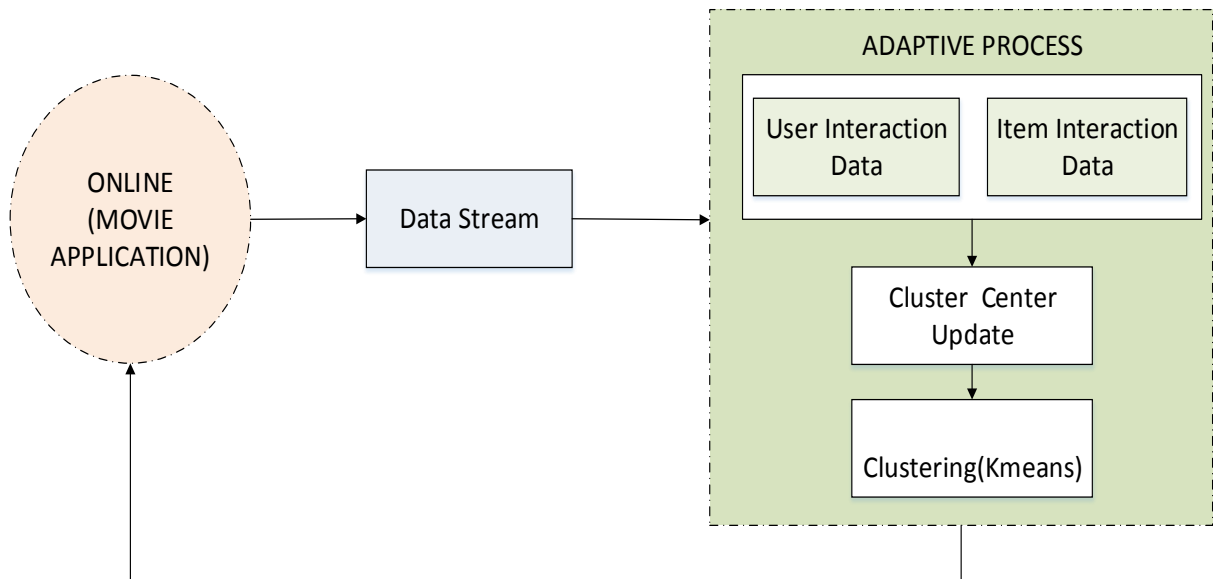 ADAPTIVE PROCESS
User Interaction
Data
Item Interaction
Data
ONLINE
(MOVIE
APPLICATION)
Data Stream
Cluster Center
Update
Clustering(Kmeans)